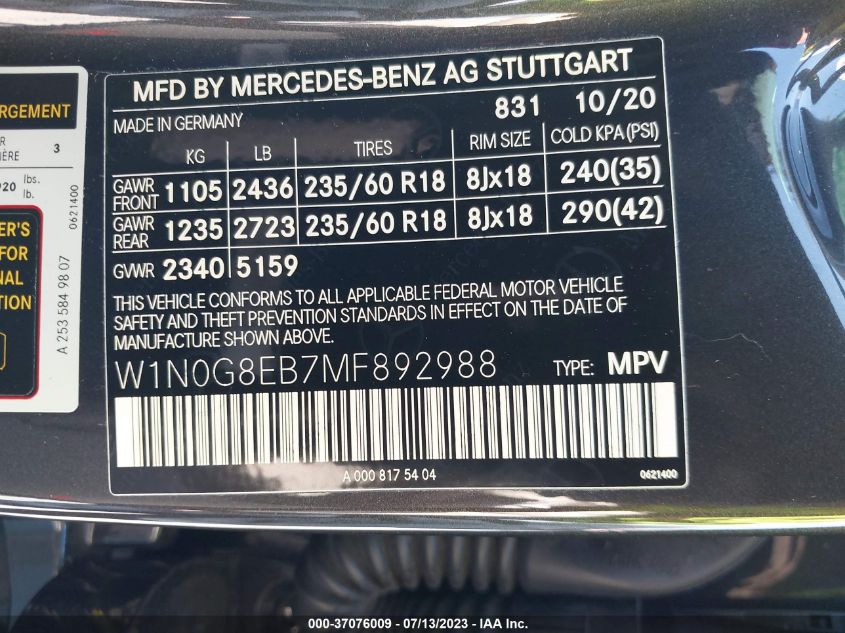 MFD BY MERCEDES-BENZ AG STUTTGART
MADE IN GERMANY 831 10/20
KG LB TIRES RIM SIZE COLD KPA(PSI)
GAWR FRONT 1105 2436 235/60 R18 8Jx18 240(35)
GAWR REAR 1235 2723 235/60 R18 8Jx18 290(42)
GVWR 2340 5159
THIS VEHICLE CONFORMS TO ALL APPLICABLE FEDERAL MOTOR VEHICLE
SAFETY AND THEFT PREVENTION STANDARDS IN EFFECT ON THE DATE OF
MANUFACTURE SHOWN ABOVE.
W1N0G8EB7MF892988 TYPE: MPV
A 000 817 54 04 0621400
ARGEMENT
3
920 lbs.
lb.
0621400
FOR
A 253 584 98 07
000-37076009 - 07/13/2023 - IAA Inc.